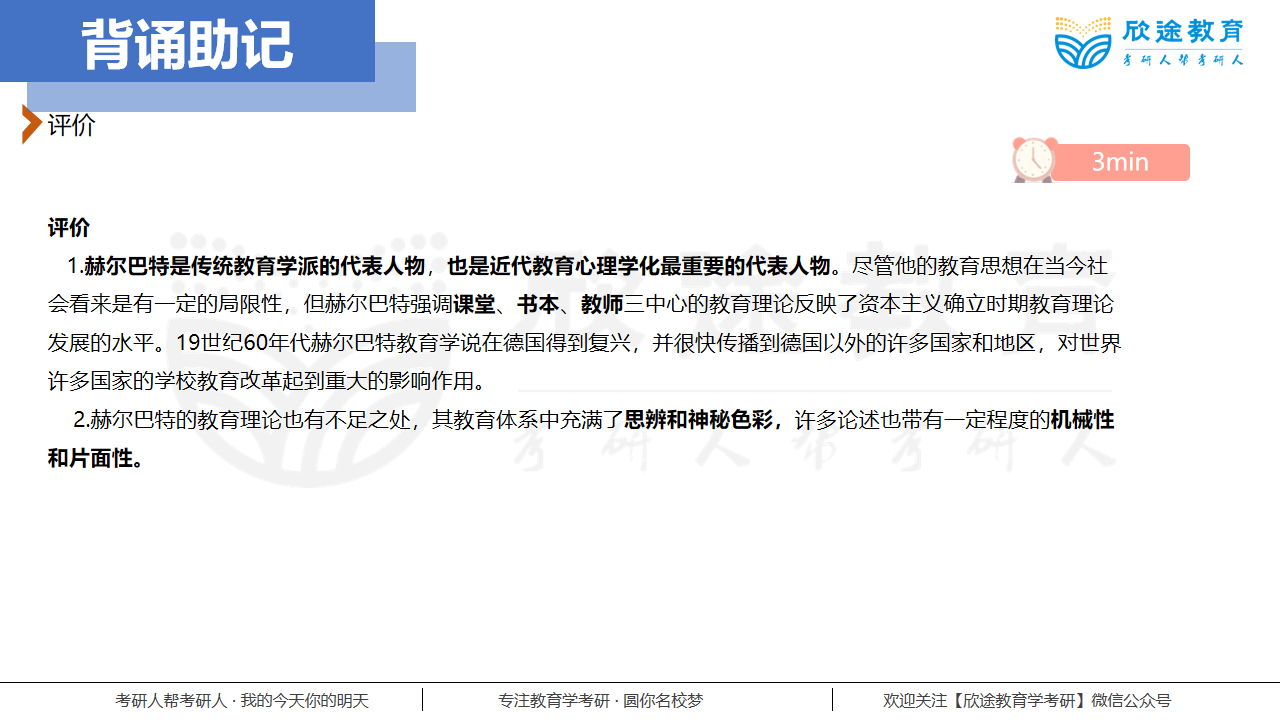 背诵助记
欣途教育
考研人帮考研人
评价
3min
评价
1.赫尔巴特是传统教育学派的代表人物，也是近代教育心理学化最重要的代表人物。尽管他的教育思想在当今社
会看来是有一定的局限性，但赫尔巴特强调课堂、书本、教师三中心的教育理论反映了资本主义确立时期教育理论
发展的水平。19世纪60年代赫尔巴特教育学说在德国得到复兴，并很快传播到德国以外的许多国家和地区，对世界
许多国家的学校教育改革起到重大的影响作用。
2.赫尔巴特的教育理论也有不足之处，其教育体系中充满了思辨和神秘色彩，许多论述也带有一定程度的机械性
和片面性。
欣途教育
考研人帮考研人
考研人帮考研人 · 我的今天你的明天
专注教育学考研 · 圆你名校梦
欢迎关注【欣途教育学考研】微信公众号